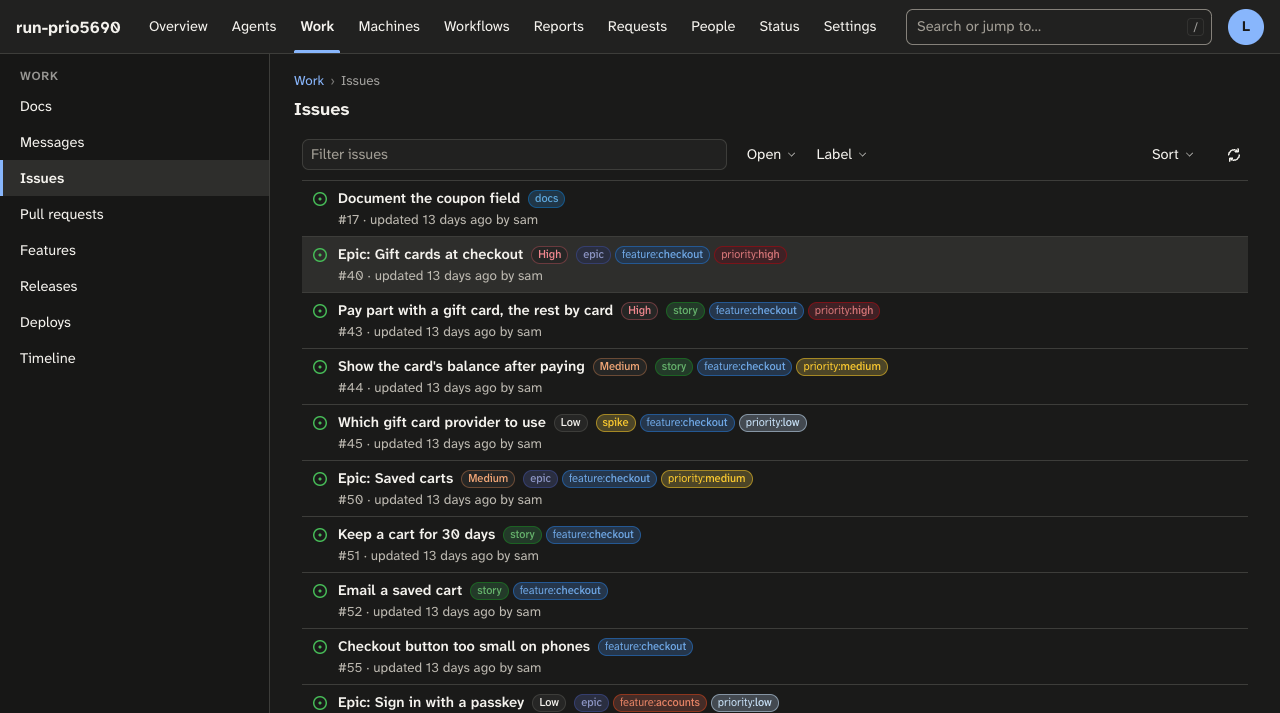 run-prio5690
Overview Agents Work Machines Workflows Reports Requests People Status Settings
Search or jump to… /
L
WORK
Docs
Messages
Issues
Pull requests
Features
Releases
Deploys
Timeline
Work › Issues
Issues
Filter issues
Open Label Sort
Document the coupon field docs
#17 · updated 13 days ago by sam
Epic: Gift cards at checkout High epic feature:checkout priority:high
#40 · updated 13 days ago by sam
Pay part with a gift card, the rest by card High story feature:checkout priority:high
#43 · updated 13 days ago by sam
Show the card's balance after paying Medium story feature:checkout priority:medium
#44 · updated 13 days ago by sam
Which gift card provider to use Low spike feature:checkout priority:low
#45 · updated 13 days ago by sam
Epic: Saved carts Medium epic feature:checkout priority:medium
#50 · updated 13 days ago by sam
Keep a cart for 30 days story feature:checkout
#51 · updated 13 days ago by sam
Email a saved cart story feature:checkout
#52 · updated 13 days ago by sam
Checkout button too small on phones feature:checkout
#55 · updated 13 days ago by sam
Epic: Sign in with a passkey Low epic feature:accounts priority:low